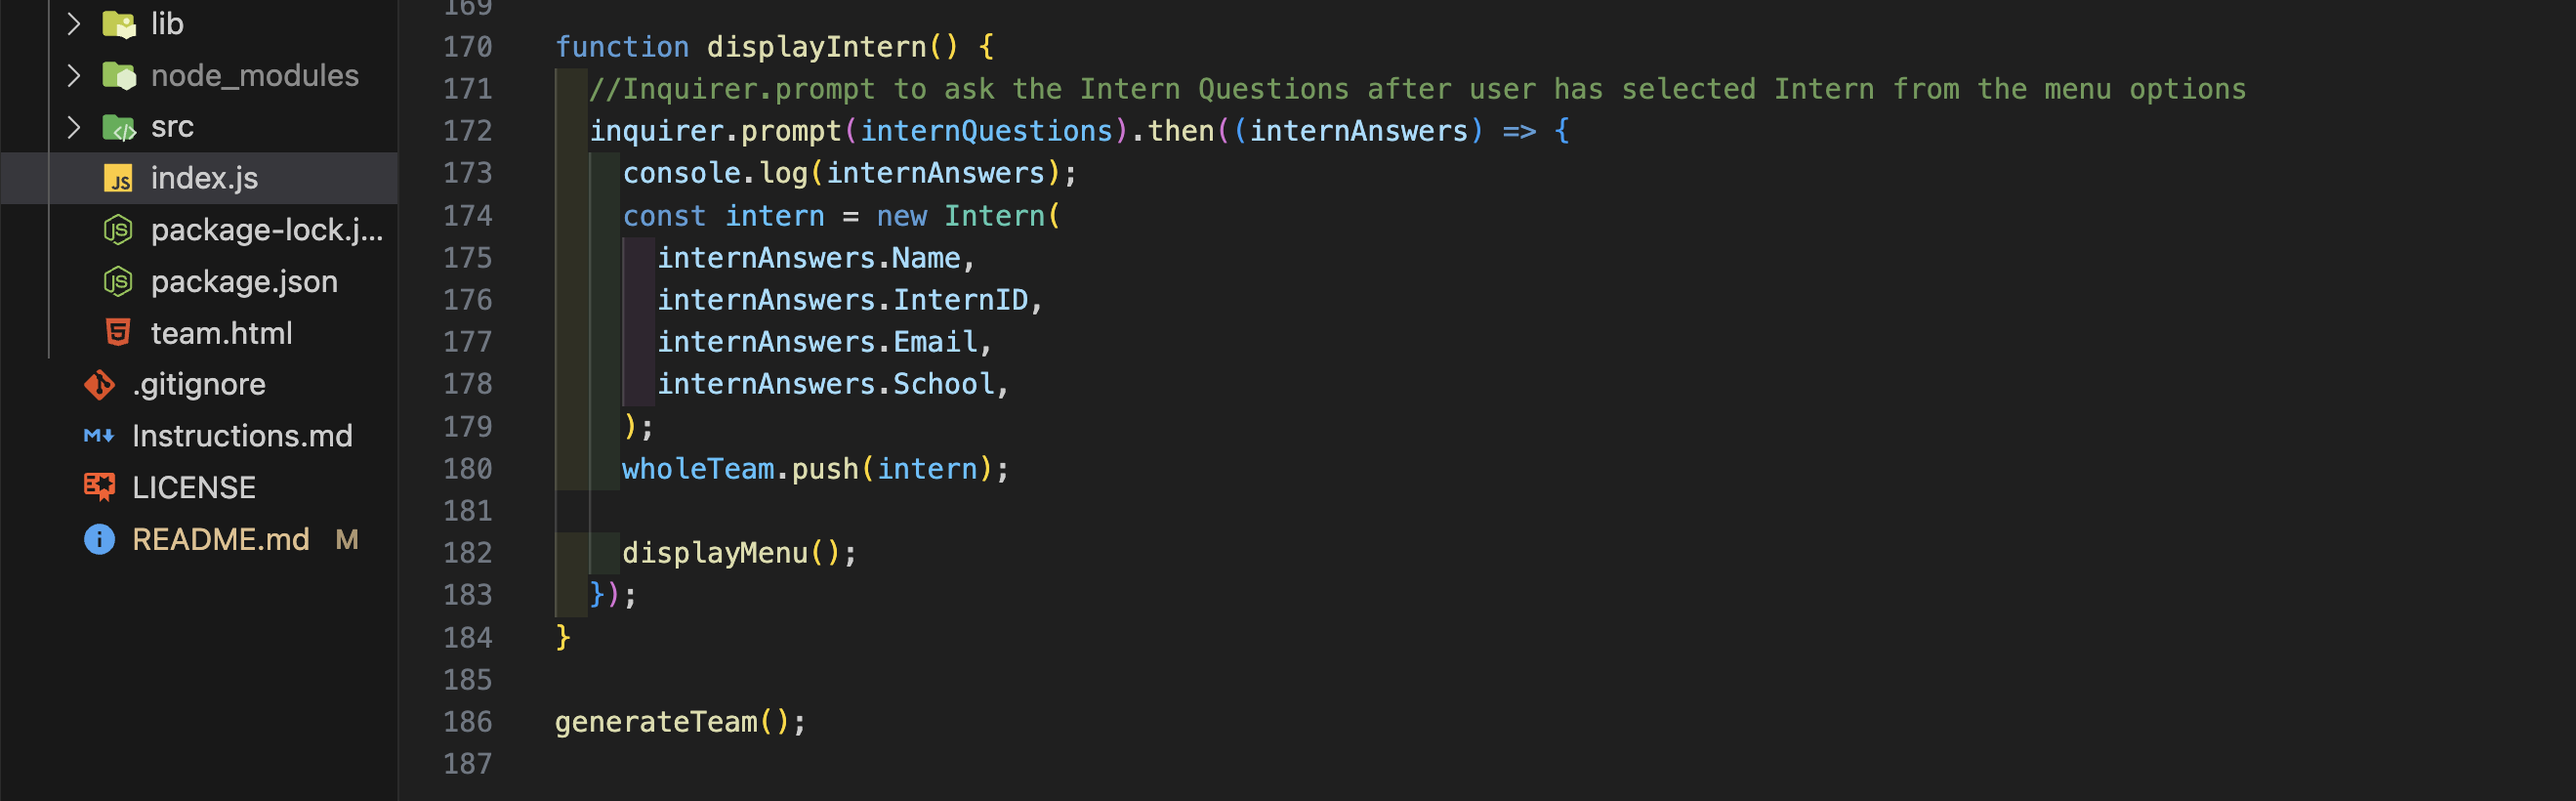 lib
node_modules
src
index.js
package-lock.j...
package.json
team.html
.gitignore
Instructions.md
LICENSE
README.md M
169
170 function displayIntern() {
171 //Inquirer.prompt to ask the Intern Questions after user has selected Intern from the menu options
172 inquirer.prompt(internQuestions).then((internAnswers) => {
173 console.log(internAnswers);
174 const intern = new Intern(
175 internAnswers.Name,
176 internAnswers.InternID,
177 internAnswers.Email,
178 internAnswers.School,
179 );
180 wholeTeam.push(intern);
181
182 displayMenu();
183 });
184 }
185
186 generateTeam();
187